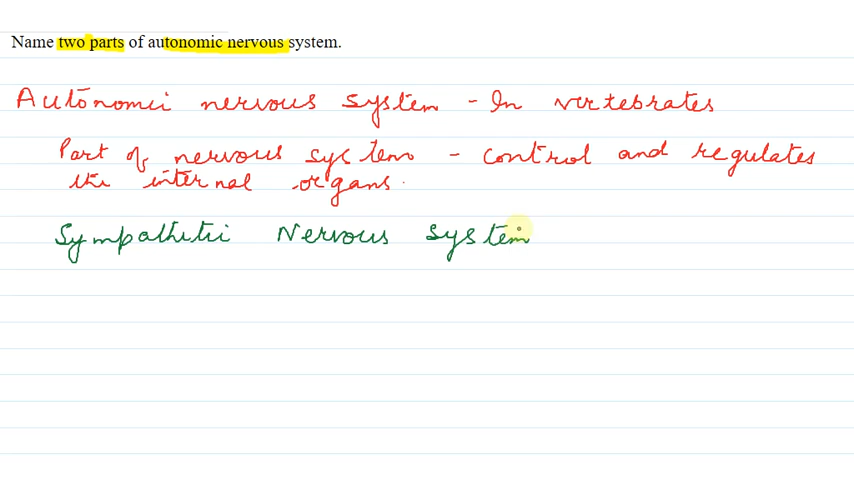 Name two parts of autonomic nervous system.
Autonomic nervous system - In vertebrates
Part of nervous system - control and regulates
the internal organs.
Sympathetic Nervous system